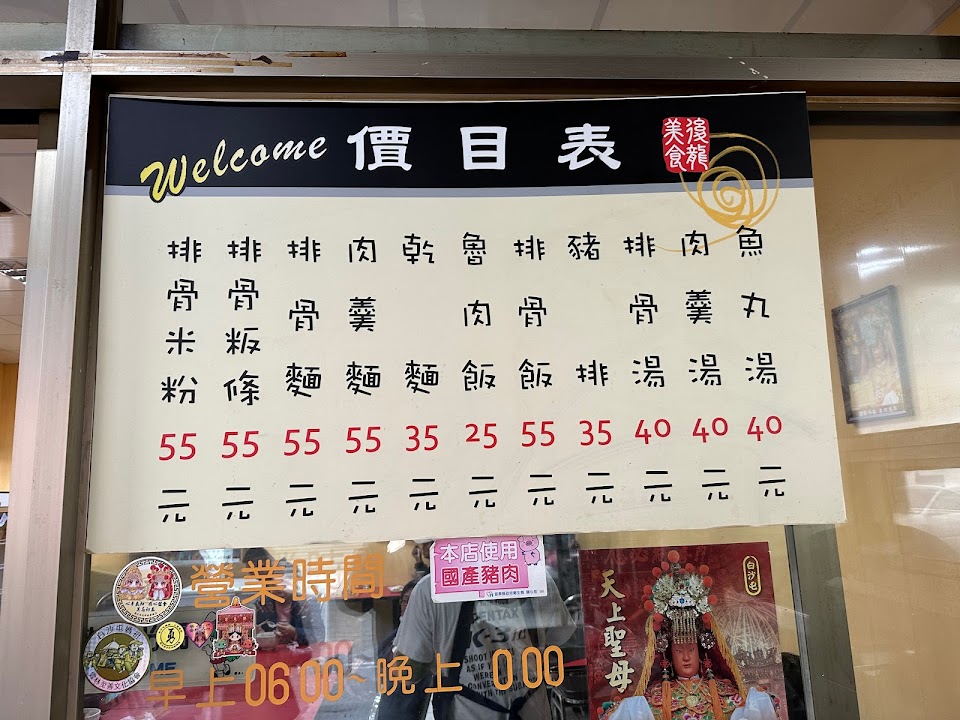 Welcome 價目表
後龍
美食
魚丸湯 40元
肉羹湯 40元
排骨湯 40元
豬排 35元
排骨飯 55元
魯肉飯 25元
乾麵 35元
肉羹麵 55元
排骨麵 55元
排骨粄條 55元
排骨米粉 55元
本店使用
國產豬肉
營業時間
早上 06:00~晚上
白沙屯
天上聖母